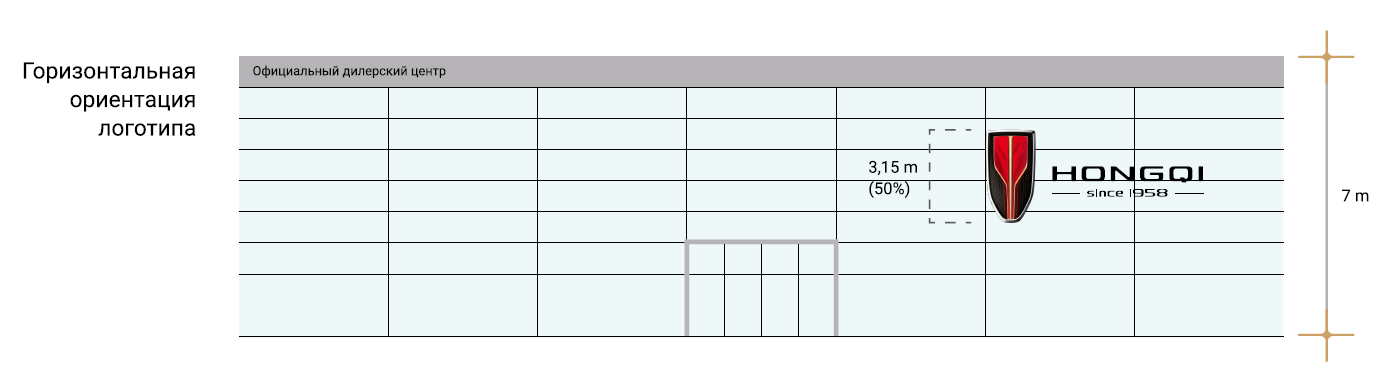 Горизонтальная
ориентация
логотипа
Официальный дилерский центр
3,15 m
(50%)
HONGQI
since 1958
7 m